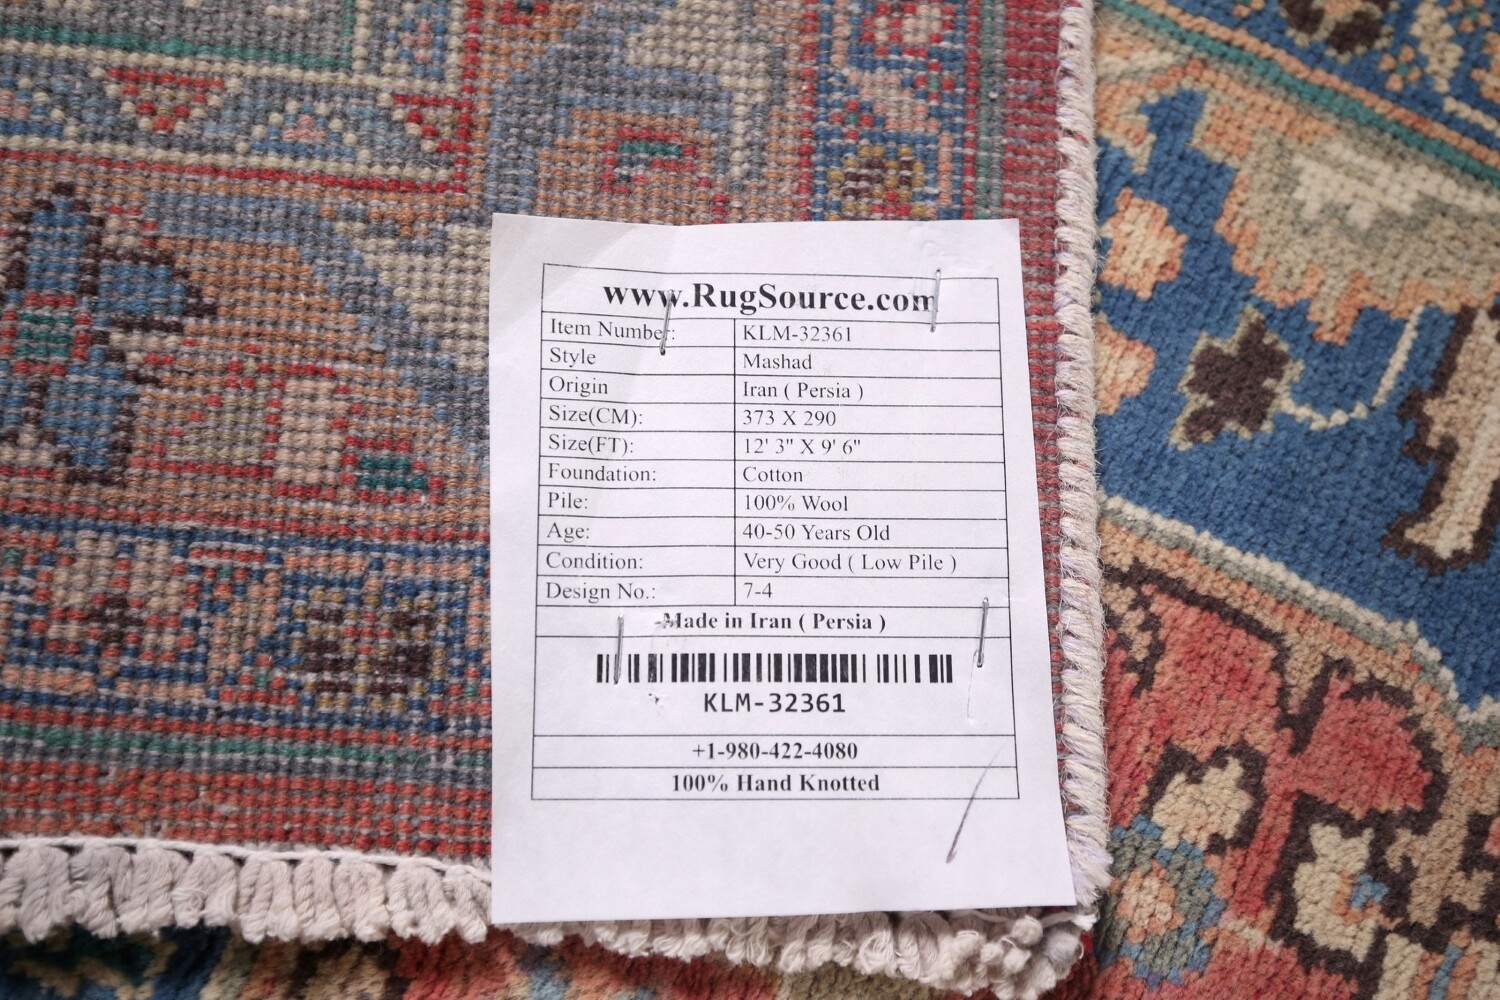 www.RugSource.com
Item Number: KLM-32361
Style Mashad
Origin Iran ( Persia )
Size(CM): 373 X 290
Size(FT): 12' 3" X 9' 6"
Foundation: Cotton
Pile: 100% Wool
Age: 40-50 Years Old
Condition: Very Good ( Low Pile )
Design No.: 7-4
-Made in Iran ( Persia )
KLM-32361
+1-980-422-4080
100% Hand Knotted